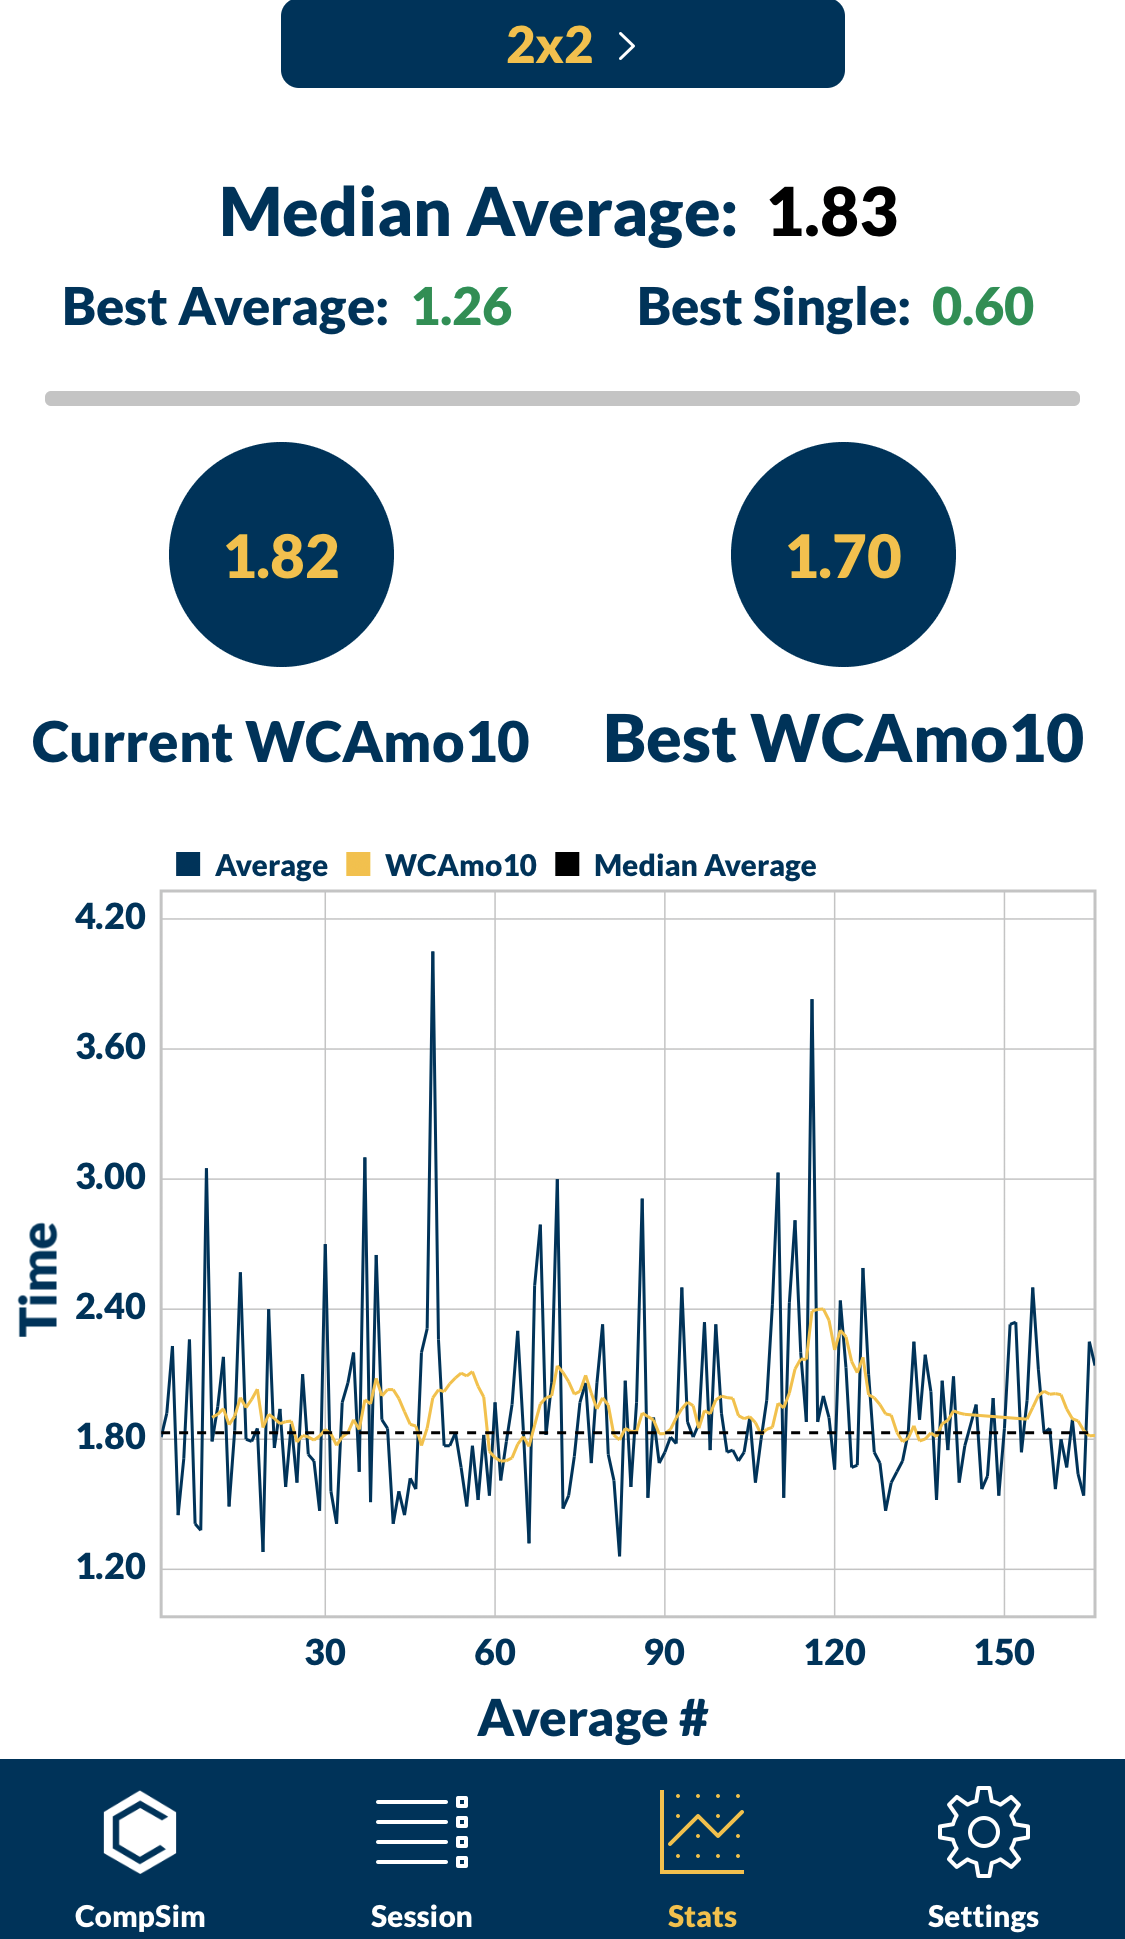 2x2 >
Median Average: 1.83
Best Average: 1.26 Best Single: 0.60
1.82 1.70
Current WCAmo10 Best WCAmo10
Average WCAmo10 Median Average
4.20
3.60
3.00
2.40
1.80
1.20
Time
30 60 90 120 150
Average #
CompSim Session Stats Settings